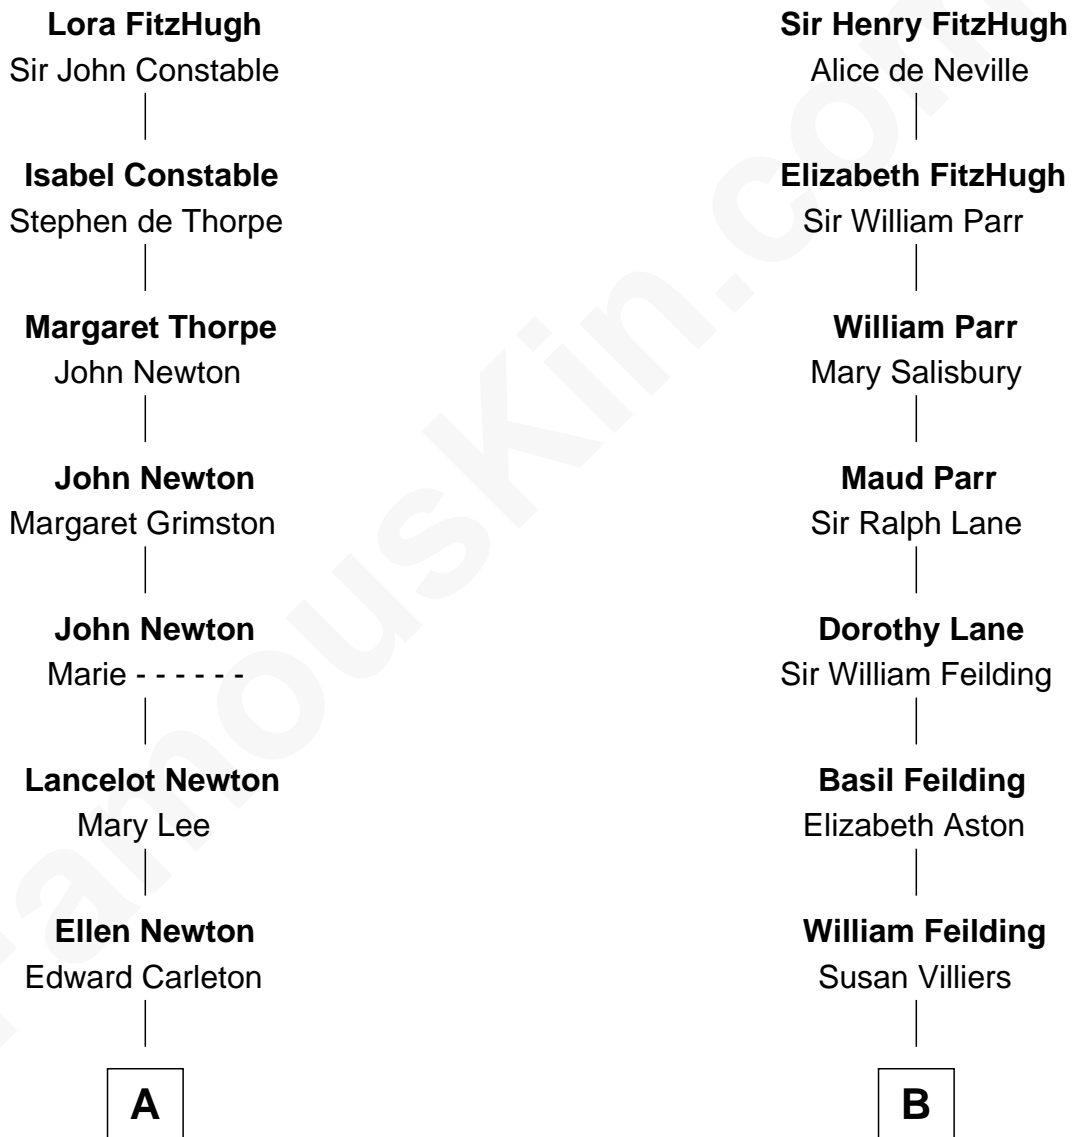 Lora FitzHugh
Sir John Constable
Isabel Constable
Stephen de Thorpe
Margaret Thorpe
John Newton
John Newton
Margaret Grimston
John Newton
Marie - - - - - -
Lancelot Newton
Mary Lee
Ellen Newton
Edward Carleton
A
Sir Henry FitzHugh
Alice de Neville
Elizabeth FitzHugh
Sir William Parr
William Parr
Mary Salisbury
Maud Parr
Sir Ralph Lane
Dorothy Lane
Sir William Feilding
Basil Feilding
Elizabeth Aston
William Feilding
Susan Villiers
B
FamousKin.com